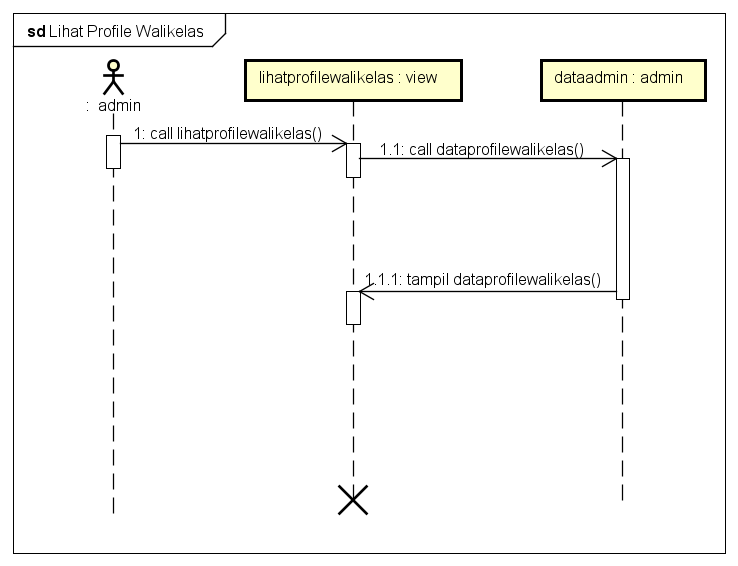 sd Lihat Profile Walikelas
lihatprofilewalikelas : view
dataadmin : admin
: admin
1: call lihatprofilewalikelas()
1.1: call dataprofilewalikelas()
1.1.1: tampil dataprofilewalikelas()